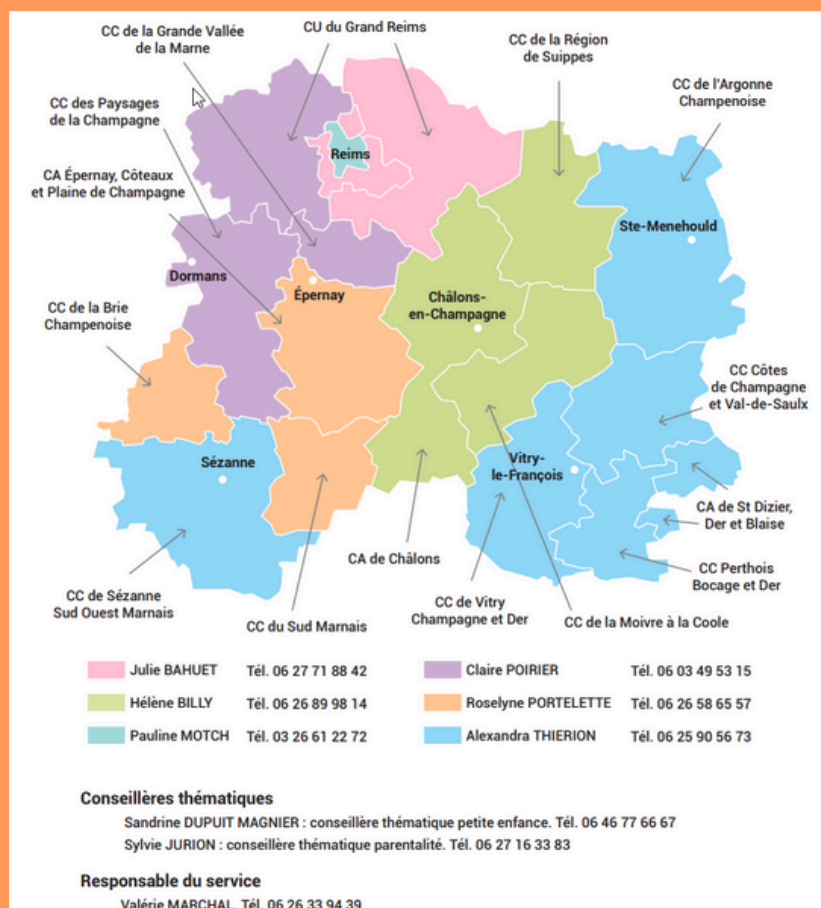 CC de la Grande Vallée
de la Marne
CU du Grand Reims
CC de la Région
de Suippes
CC de l'Argonne
Champenoise
CC des Paysages
de la Champagne
Reims
CA Épernay, Côteaux
et Plaine de Champagne
Ste-Menehould
Dormans
Épernay
Châlons-
en-Champagne
CC de la Brie
Champenoise
CC Côtes
de Champagne
et Val-de-Saulx
Sézanne
Vitry-
le-François
CA de St Dizier,
Der et Blaise
CA de Châlons
CC Perthois
Bocage et Der
CC de Sézanne
Sud Ouest Marnais
CC du Sud Marnais
CC de Vitry
Champagne et Der
CC de la Moivre à la Coole
Julie BAHUET Tél. 06 27 71 88 42
Claire POIRIER Tél. 06 03 49 53 15
Hélène BILLY Tél. 06 26 89 98 14
Roselyne PORTELETTE Tél. 06 26 58 65 57
Pauline MOTCH Tél. 03 26 61 22 72
Alexandra THIERION Tél. 06 25 90 56 73
Conseillères thématiques
Sandrine DUPUIT MAGNIER : conseillère thématique petite enfance. Tél. 06 46 77 66 67
Sylvie JURION : conseillère thématique parentalité. Tél. 06 27 16 33 83
Responsable du service
Valérie MARCHAL. Tél. 06 26 33 94 39